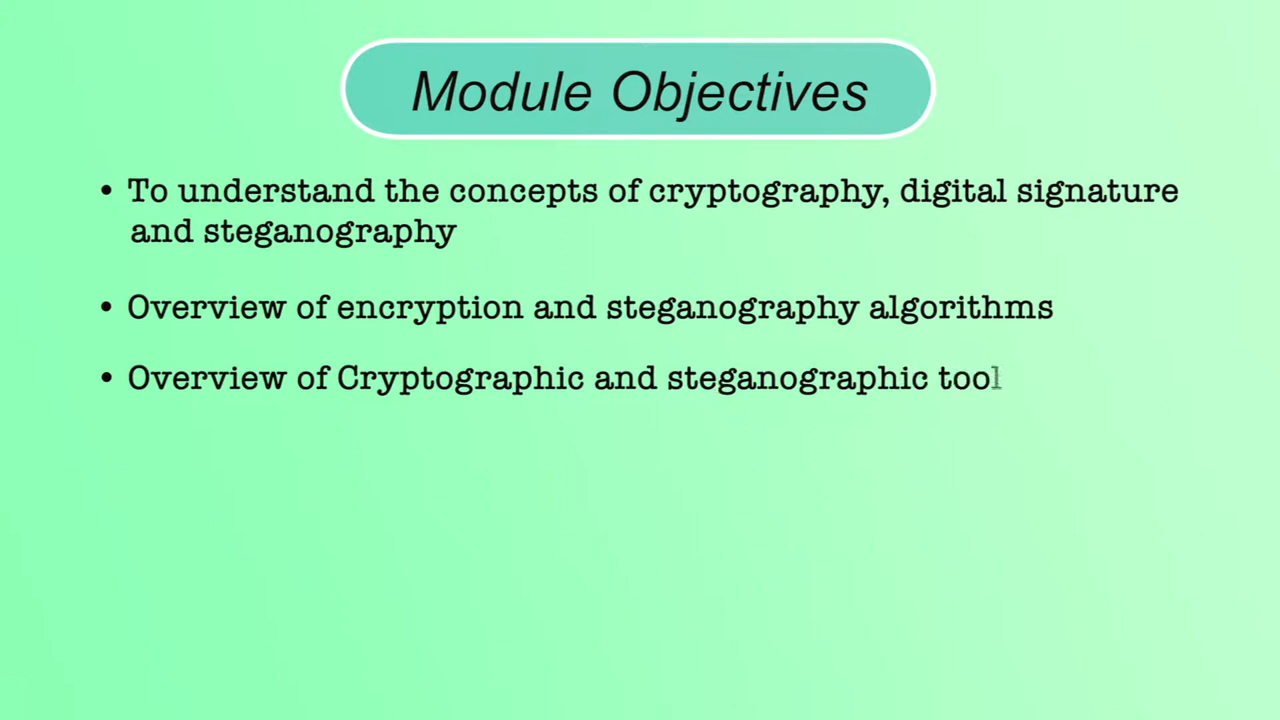 Module Objectives
• To understand the concepts of cryptography, digital signature
and steganography
• Overview of encryption and steganography algorithms
• Overview of Cryptographic and steganographic tool